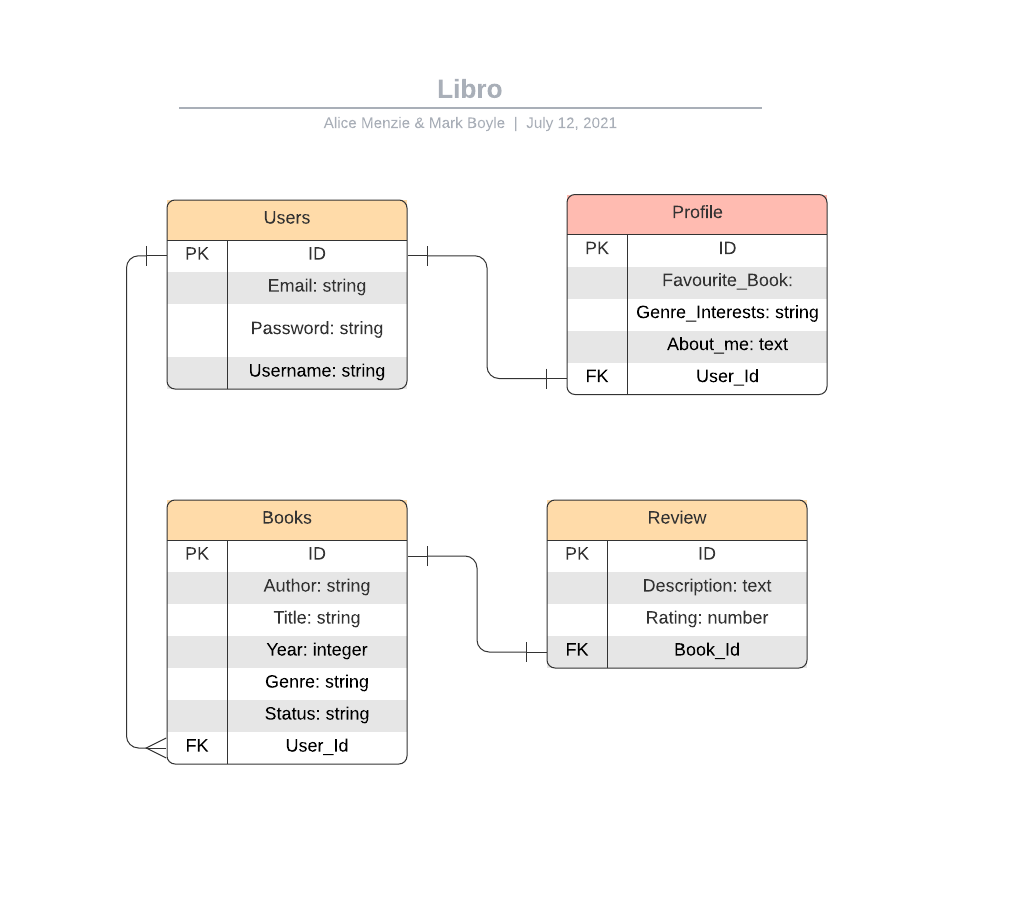 Libro
Alice Menzie & Mark Boyle | July 12, 2021
Users
PK ID
Email: string
Password: string
Username: string
Profile
PK ID
Favourite_Book:
Genre_Interests: string
About_me: text
FK User_Id
Books
PK ID
Author: string
Title: string
Year: integer
Genre: string
Status: string
FK User_Id
Review
PK ID
Description: text
Rating: number
FK Book_Id